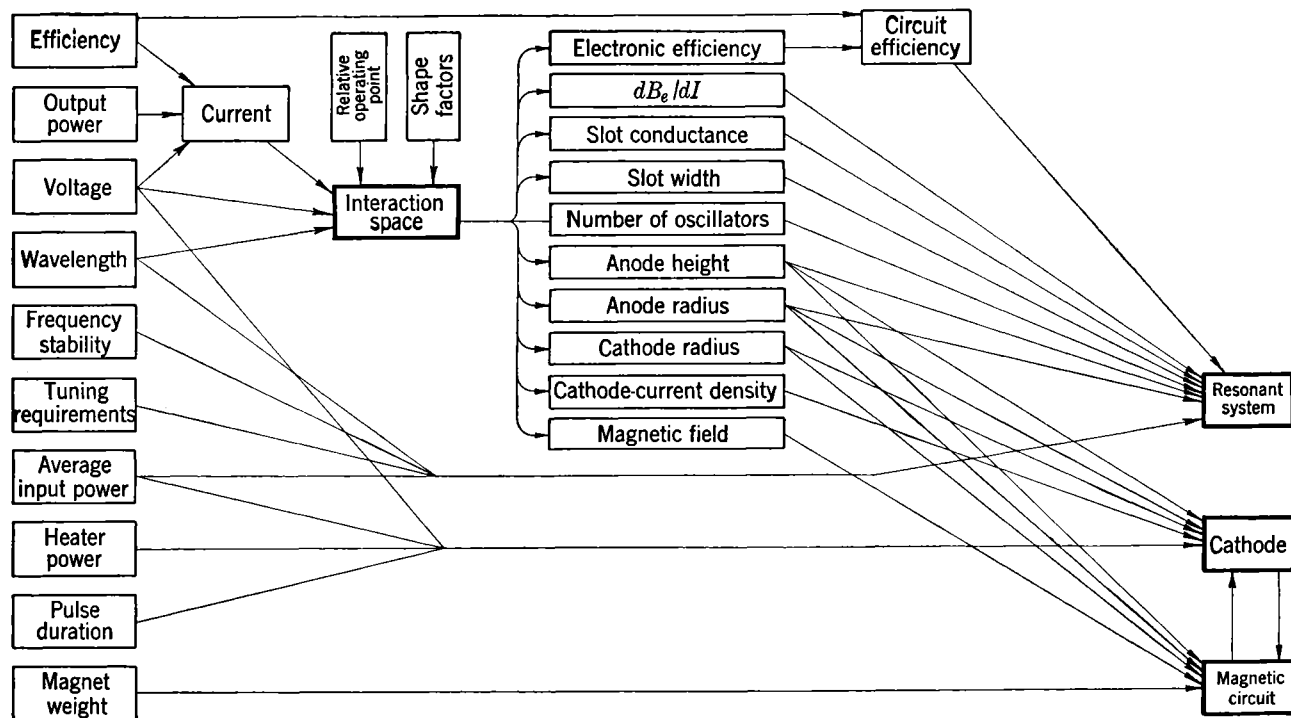 Efficiency
Output
power
Voltage
Wavelength
Frequency
stability
Tuning
requirements
Average
input power
Heater
power
Pulse
duration
Magnet
weight
Current
Relative
operating
point
Shape
factors
Interaction
space
Electronic efficiency
dBₑ/dI
Slot conductance
Slot width
Number of oscillators
Anode height
Anode radius
Cathode radius
Cathode-current density
Magnetic field
Circuit
efficiency
Resonant
system
Cathode
Magnetic
circuit